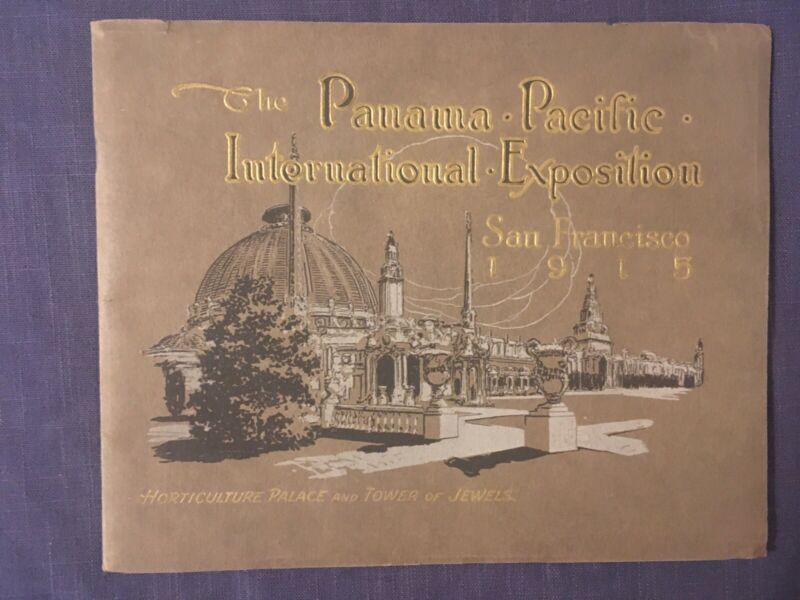 The Panama · Pacific ·
International · Exposition
San Francisco
1915
HORTICULTURE PALACE AND TOWER OF JEWELS.